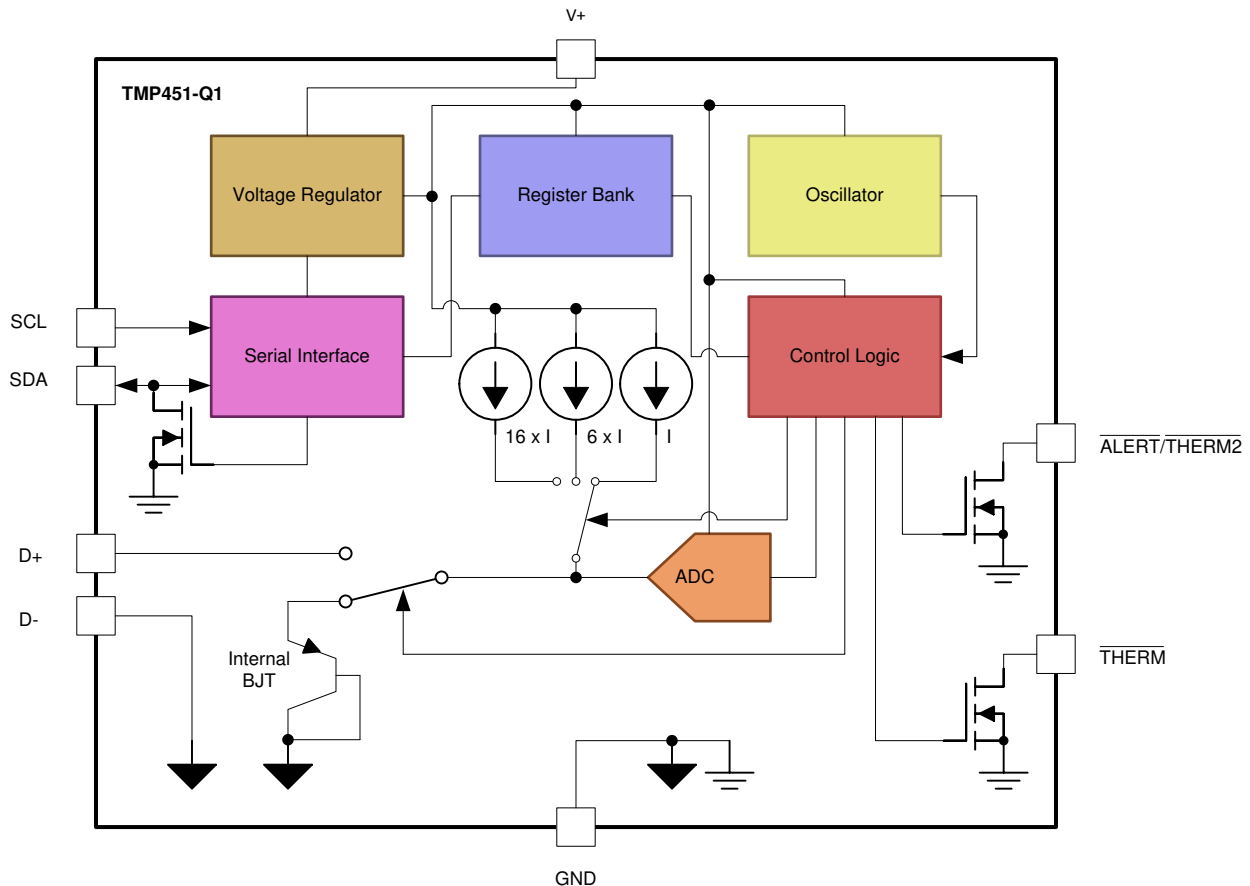 V+
TMP451-Q1
Voltage Regulator
Register Bank
Oscillator
SCL
Serial Interface
Control Logic
SDA
16 x I
6 x I
I
ALERT/THERM2
D+
ADC
D-
Internal
BJT
THERM
GND